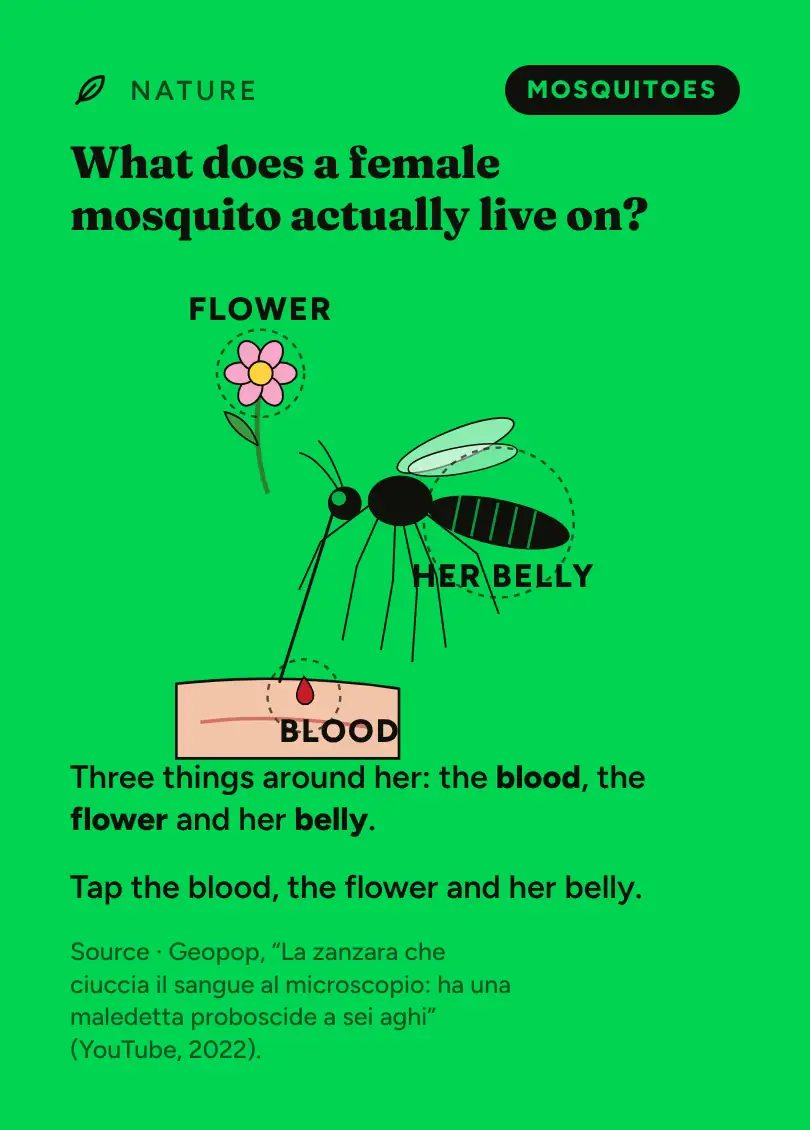 NATURE
MOSQUITOES
What does a female
mosquito actually live on?
FLOWER
HER BELLY
BLOOD
Three things around her: the blood, the
flower and her belly.
Tap the blood, the flower and her belly.
Source · Geopop, “La zanzara che
ciuccia il sangue al microscopio: ha una
maledetta proboscide a sei aghi”
(YouTube, 2022).